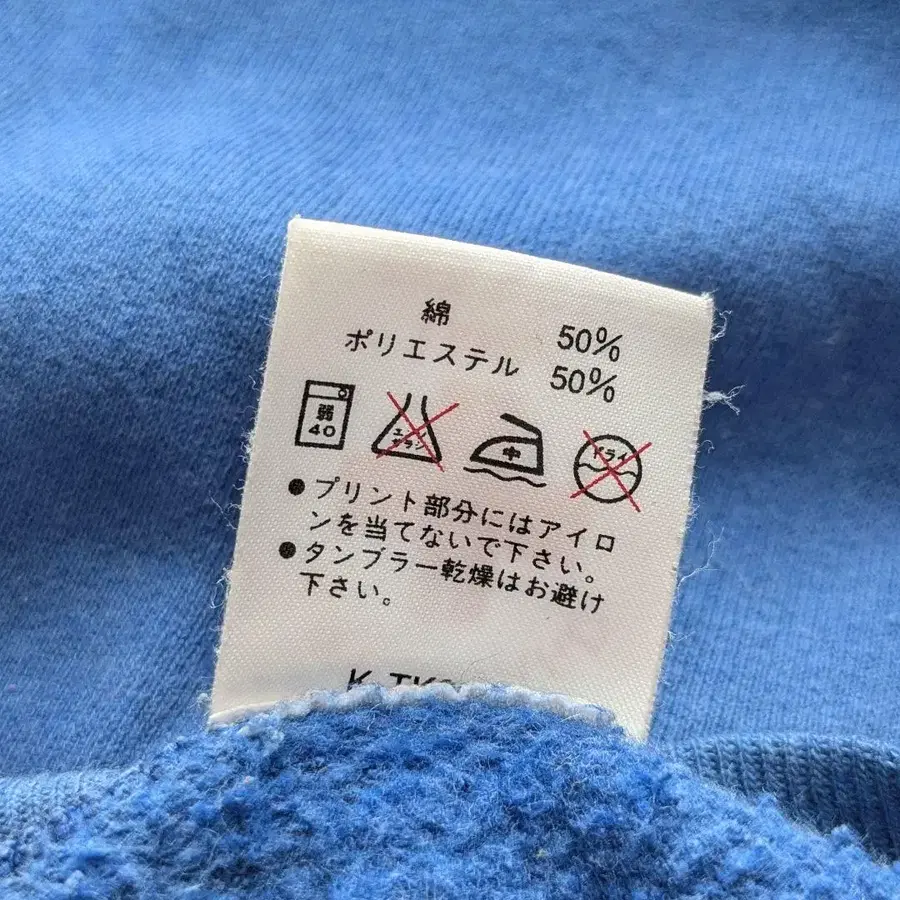 綿 50%
ポリエステル 50%
弱
40
エンソ
サラシ
中
ドライ
●プリント部分にはアイロ
ンを当てないで下さい。
●タンブラー乾燥はお避け
下さい。